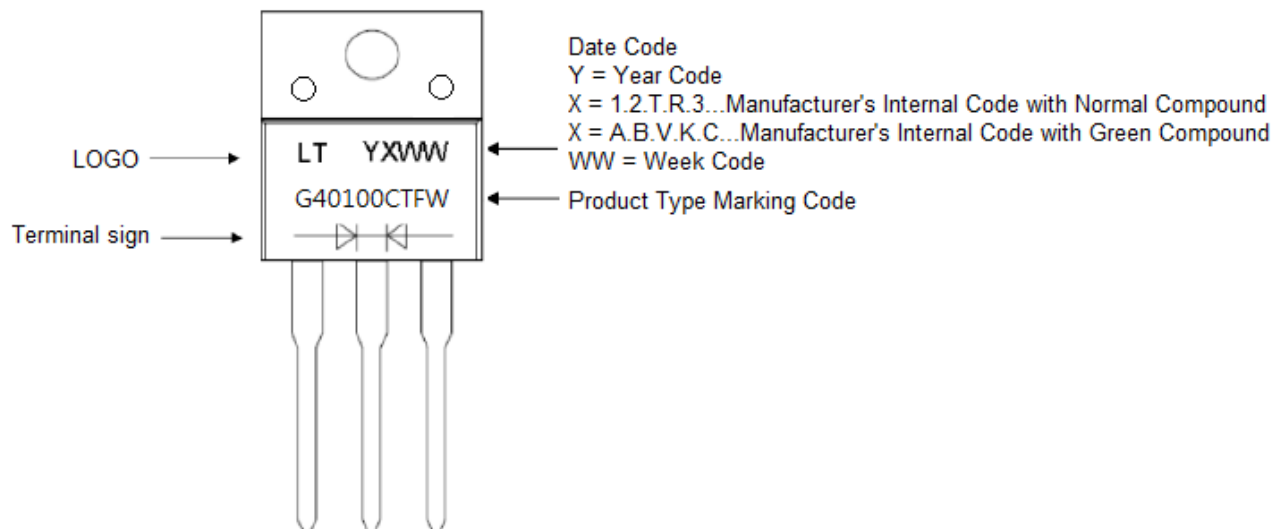 Date Code
Y = Year Code
X = 1.2.T.R.3...Manufacturer's Internal Code with Normal Compound
X = A.B.V.K.C...Manufacturer's Internal Code with Green Compound
WW = Week Code
LOGO
LT YXWW
G40100CTFW
Product Type Marking Code
Terminal sign